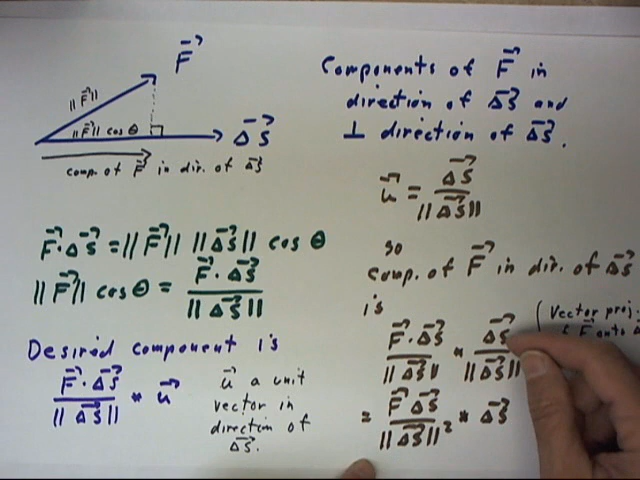 F⃗
||F⃗||
||F⃗|| cos θ
Δs⃗
comp. of F⃗ in dir. of Δs⃗
F⃗ · Δs⃗ = ||F⃗|| ||Δs⃗|| cos θ
||F⃗|| cos θ = F⃗ · Δs⃗ / ||Δs⃗||
Desired component is
F⃗ · Δs⃗ / ||Δs⃗|| * u⃗
u⃗ a unit
vector in
direction of
Δs⃗.
Components of F⃗ in
direction of Δs⃗ and
⊥ direction of Δs⃗.
u⃗ = Δs⃗ / ||Δs⃗||
so
comp. of F⃗ in dir. of Δs⃗
is
F⃗ · Δs⃗ / ||Δs⃗|| * Δs⃗ / ||Δs⃗||
= F⃗ Δs⃗ / ||Δs⃗||² * Δs⃗
(Vector proj.
of F⃗ onto